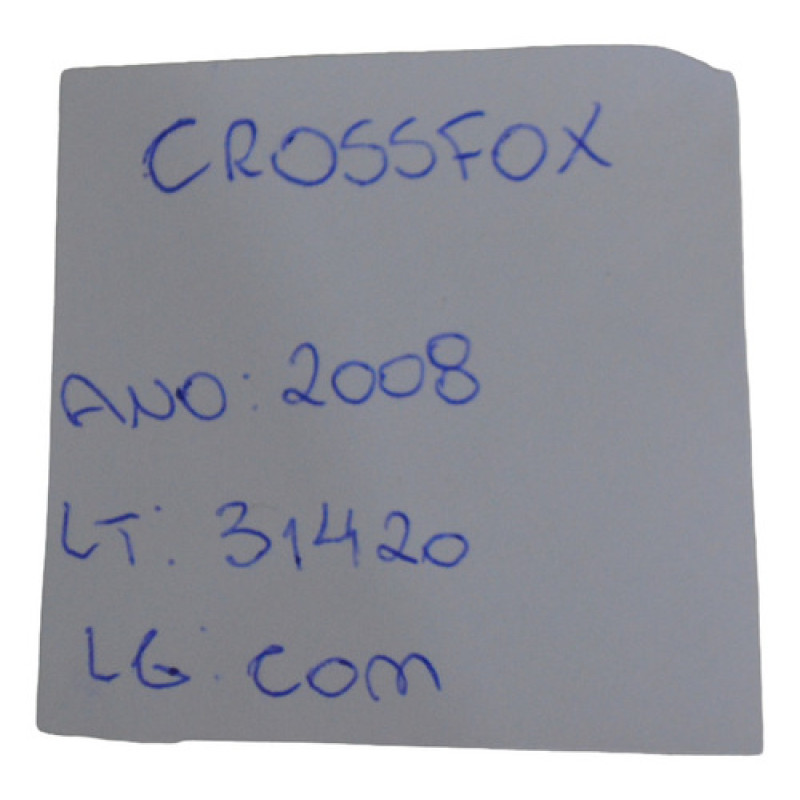 CROSSFOX
ANO: 2008
LT: 31420
LG: COM